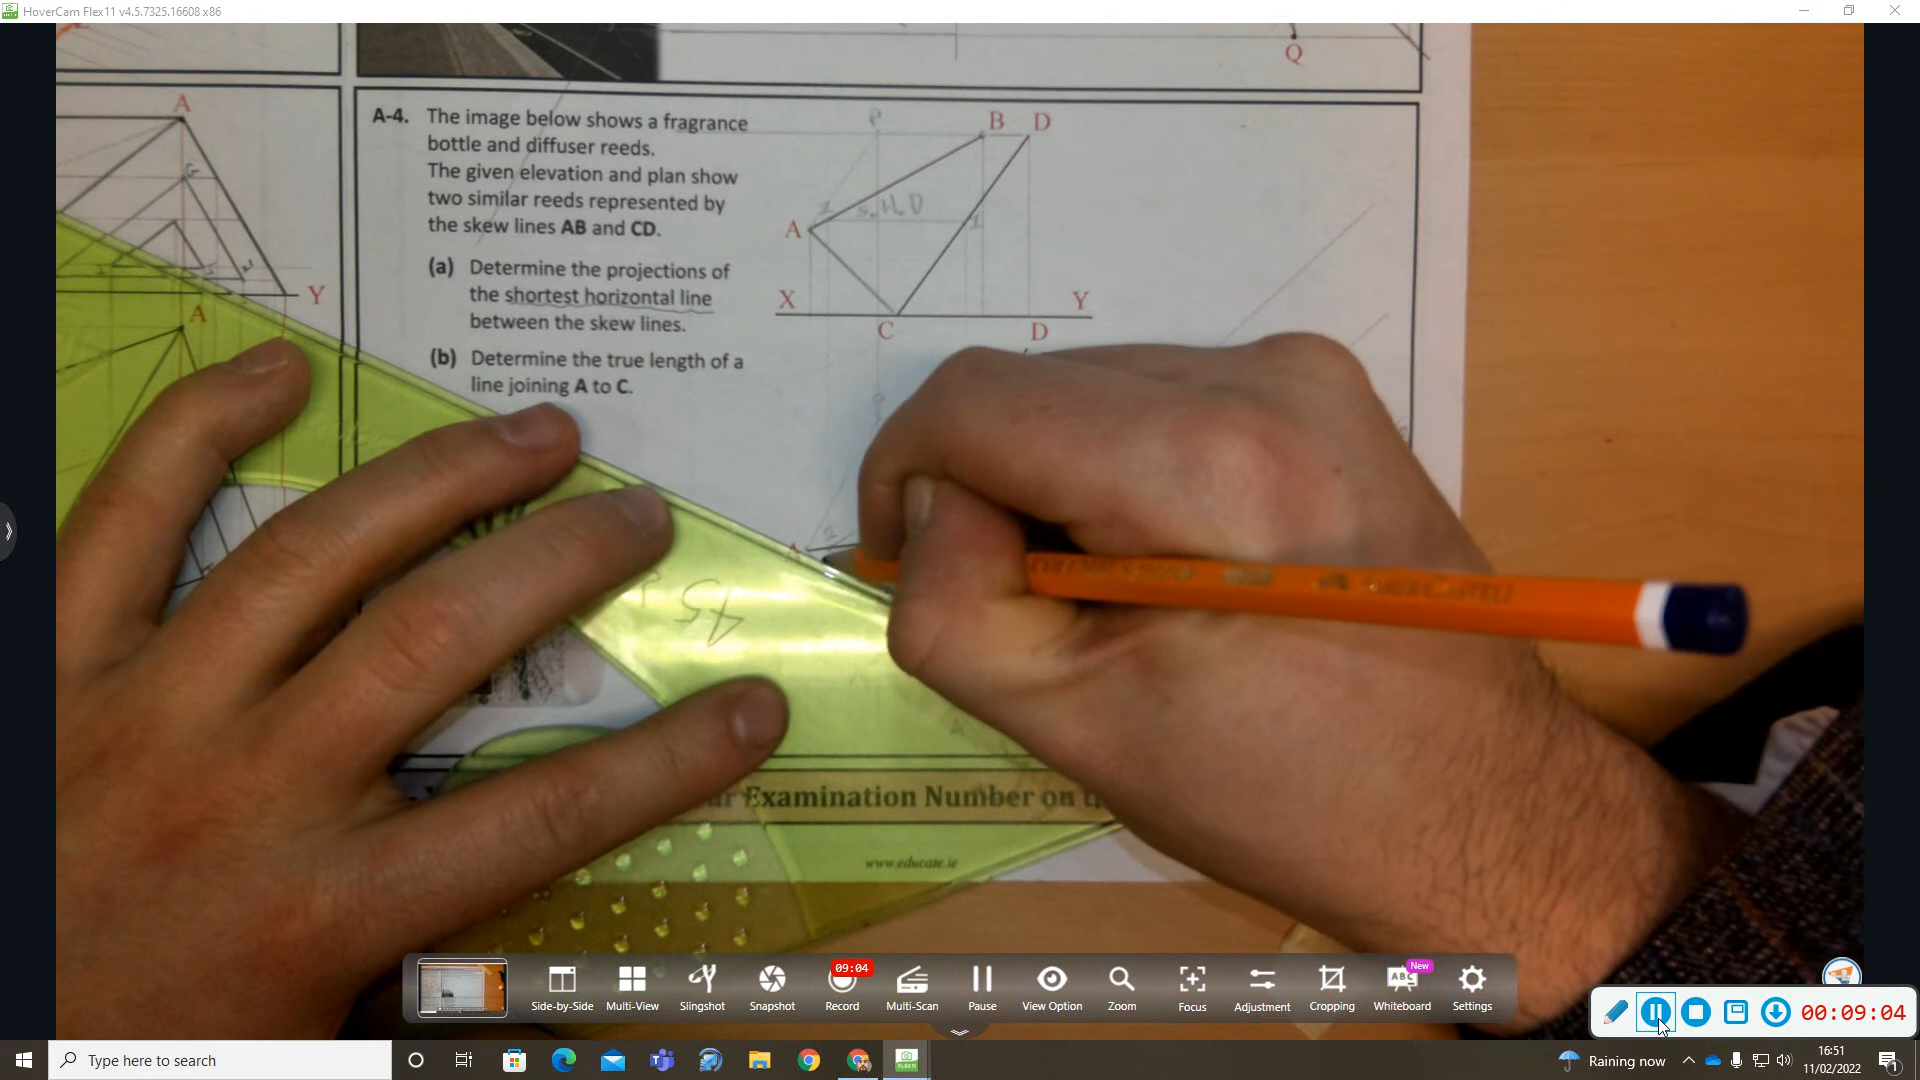 HoverCam Flex11 v4.5.7325.16608 x86
Q
A
G
Y
A
A-4. The image below shows a fragrance
bottle and diffuser reeds.
The given elevation and plan show
two similar reeds represented by
the skew lines AB and CD.
(a) Determine the projections of
the shortest horizontal line
between the skew lines.
(b) Determine the true length of a
line joining A to C.
P
B D
S.H.D
1
A
X Y
C D
2
A
45
Examination Number on
www.educate.ie
New
09:04
Side-by-Side Multi-View Slingshot Snapshot Record Multi-Scan Pause View Option Zoom Focus Adjustment Cropping Whiteboard Settings
00:09:04
Type here to search
FLEX11
Raining now
16:51
11/02/2022
1